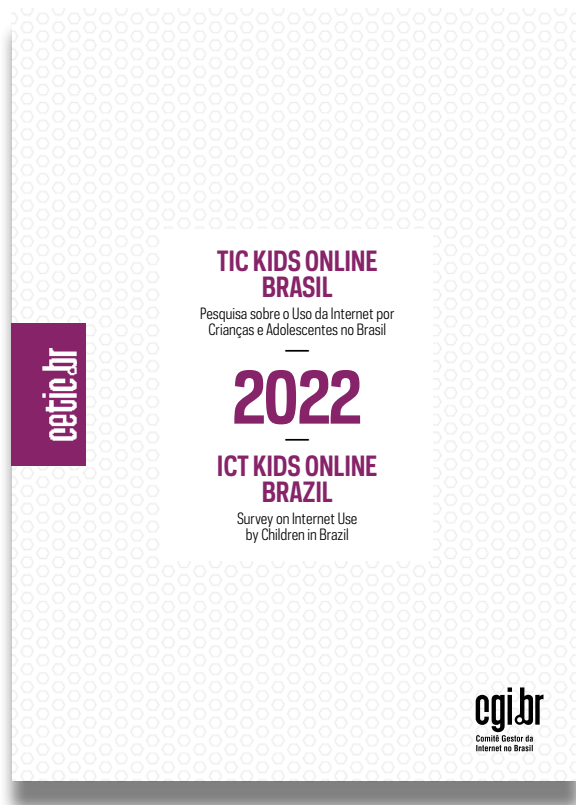 TIC KIDS ONLINE
BRASIL
Pesquisa sobre o Uso da Internet por
Crianças e Adolescentes no Brasil
2022
ICT KIDS ONLINE
BRAZIL
Survey on Internet Use
by Children in Brazil
cetic.br
cgi.br
Comitê Gestor da
Internet no Brasil